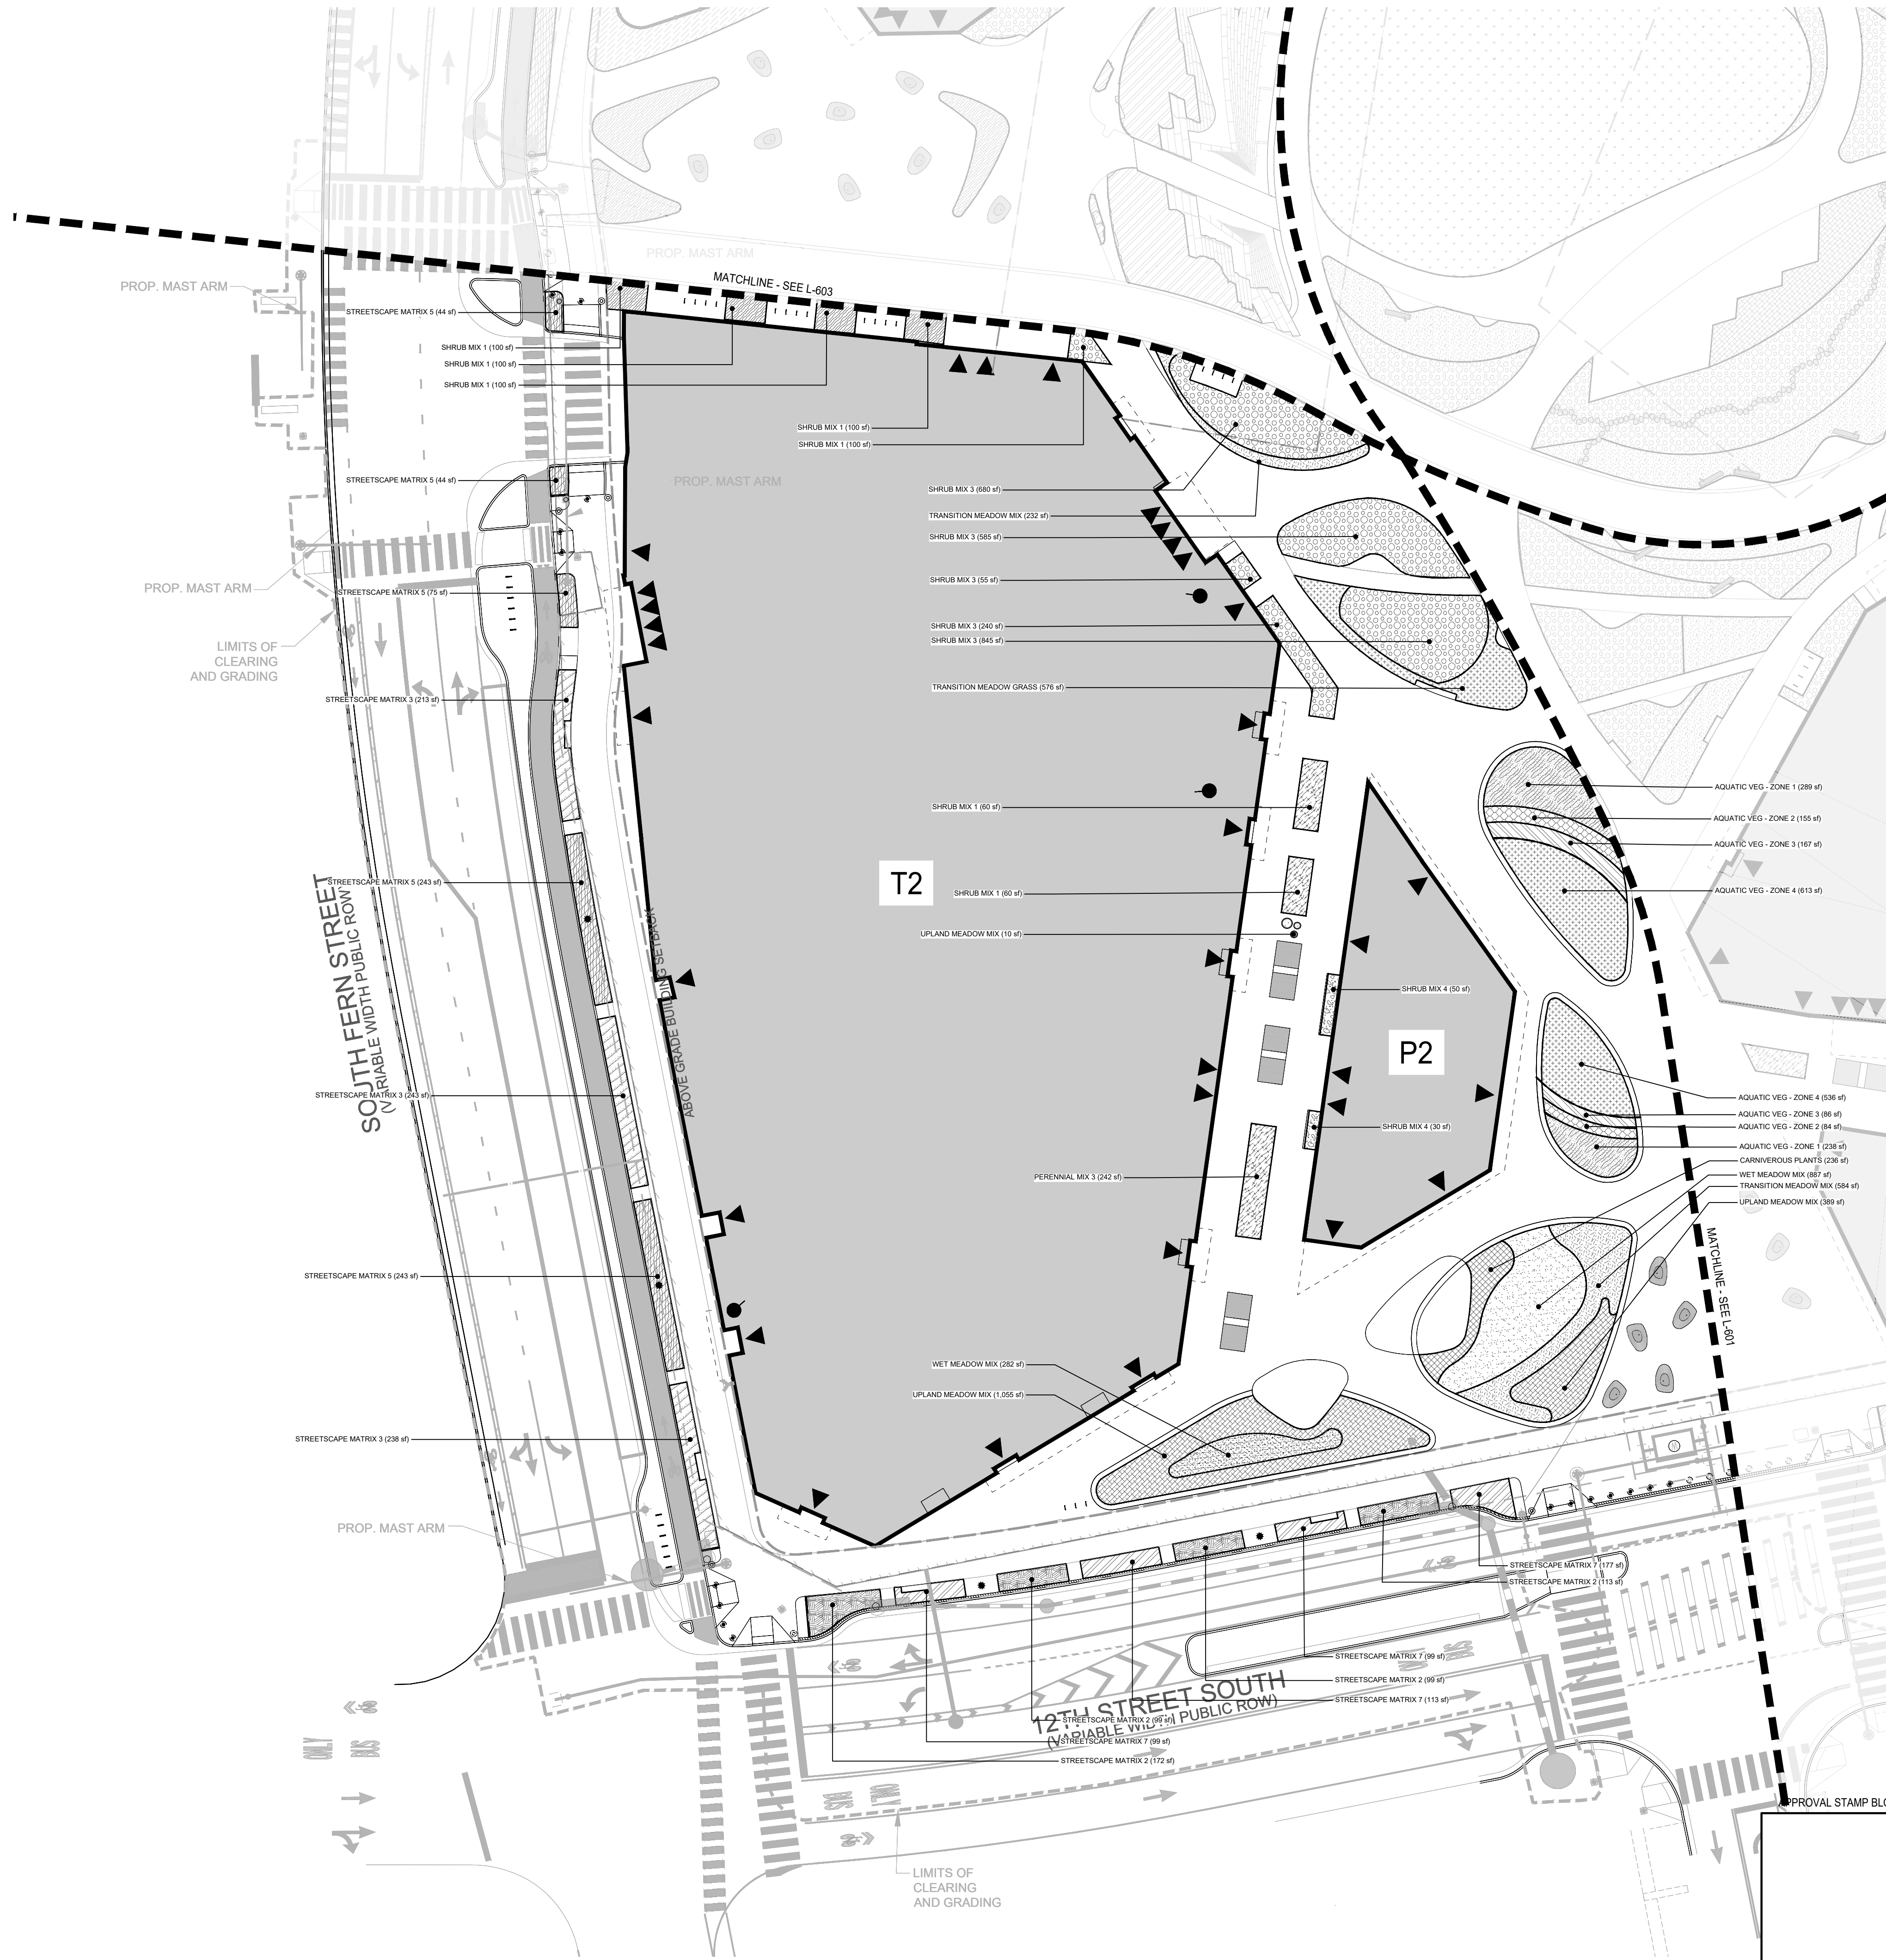 PROP. MAST ARM
MATCHLINE - SEE L-603
PROP. MAST ARM
STREETSCAPE MATRIX 5 (44 sf)
SHRUB MIX 1 (100 sf)
SHRUB MIX 1 (100 sf)
SHRUB MIX 1 (100 sf)
SHRUB MIX 1 (100 sf)
SHRUB MIX 1 (100 sf)
STREETSCAPE MATRIX 5 (44 sf)
PROP. MAST ARM
SHRUB MIX 3 (680 sf)
TRANSITION MEADOW MIX (232 sf)
SHRUB MIX 3 (585 sf)
SHRUB MIX 3 (55 sf)
PROP. MAST ARM
STREETSCAPE MATRIX 5 (75 sf)
SHRUB MIX 3 (240 sf)
SHRUB MIX 3 (845 sf)
LIMITS OF
CLEARING
AND GRADING
TRANSITION MEADOW GRASS (576 sf)
STREETSCAPE MATRIX 3 (213 sf)
AQUATIC VEG - ZONE 1 (289 sf)
SHRUB MIX 1 (60 sf)
AQUATIC VEG - ZONE 2 (155 sf)
AQUATIC VEG - ZONE 3 (167 sf)
T2
STREETSCAPE MATRIX 5 (243 sf)
SHRUB MIX 1 (60 sf)
AQUATIC VEG - ZONE 4 (613 sf)
UPLAND MEADOW MIX (10 sf)
SOUTH FERN STREET
(VARIABLE WIDTH PUBLIC ROW)
ABOVE GRADE BUILDING SETBACK
SHRUB MIX 4 (50 sf)
P2
STREETSCAPE MATRIX 3 (243 sf)
AQUATIC VEG - ZONE 4 (536 sf)
AQUATIC VEG - ZONE 3 (86 sf)
SHRUB MIX 4 (30 sf)
AQUATIC VEG - ZONE 2 (84 sf)
AQUATIC VEG - ZONE 1 (238 sf)
CARNIVEROUS PLANTS (236 sf)
PERENNIAL MIX 3 (242 sf)
WET MEADOW MIX (887 sf)
TRANSITION MEADOW MIX (584 sf)
UPLAND MEADOW MIX (389 sf)
MATCHLINE - SEE L-601
STREETSCAPE MATRIX 5 (243 sf)
WET MEADOW MIX (282 sf)
UPLAND MEADOW MIX (1,055 sf)
STREETSCAPE MATRIX 3 (238 sf)
PROP. MAST ARM
STREETSCAPE MATRIX 7 (177 sf)
STREETSCAPE MATRIX 2 (113 sf)
STREETSCAPE MATRIX 7 (99 sf)
STREETSCAPE MATRIX 2 (99 sf)
STREETSCAPE MATRIX 7 (113 sf)
12TH STREET SOUTH
(VARIABLE WIDTH PUBLIC ROW)
STREETSCAPE MATRIX 2 (99 sf)
STREETSCAPE MATRIX 7 (99 sf)
STREETSCAPE MATRIX 2 (172 sf)
ONLY
BUS
BUS
ONLY
APPROVAL STAMP
LIMITS OF
CLEARING
AND GRADING